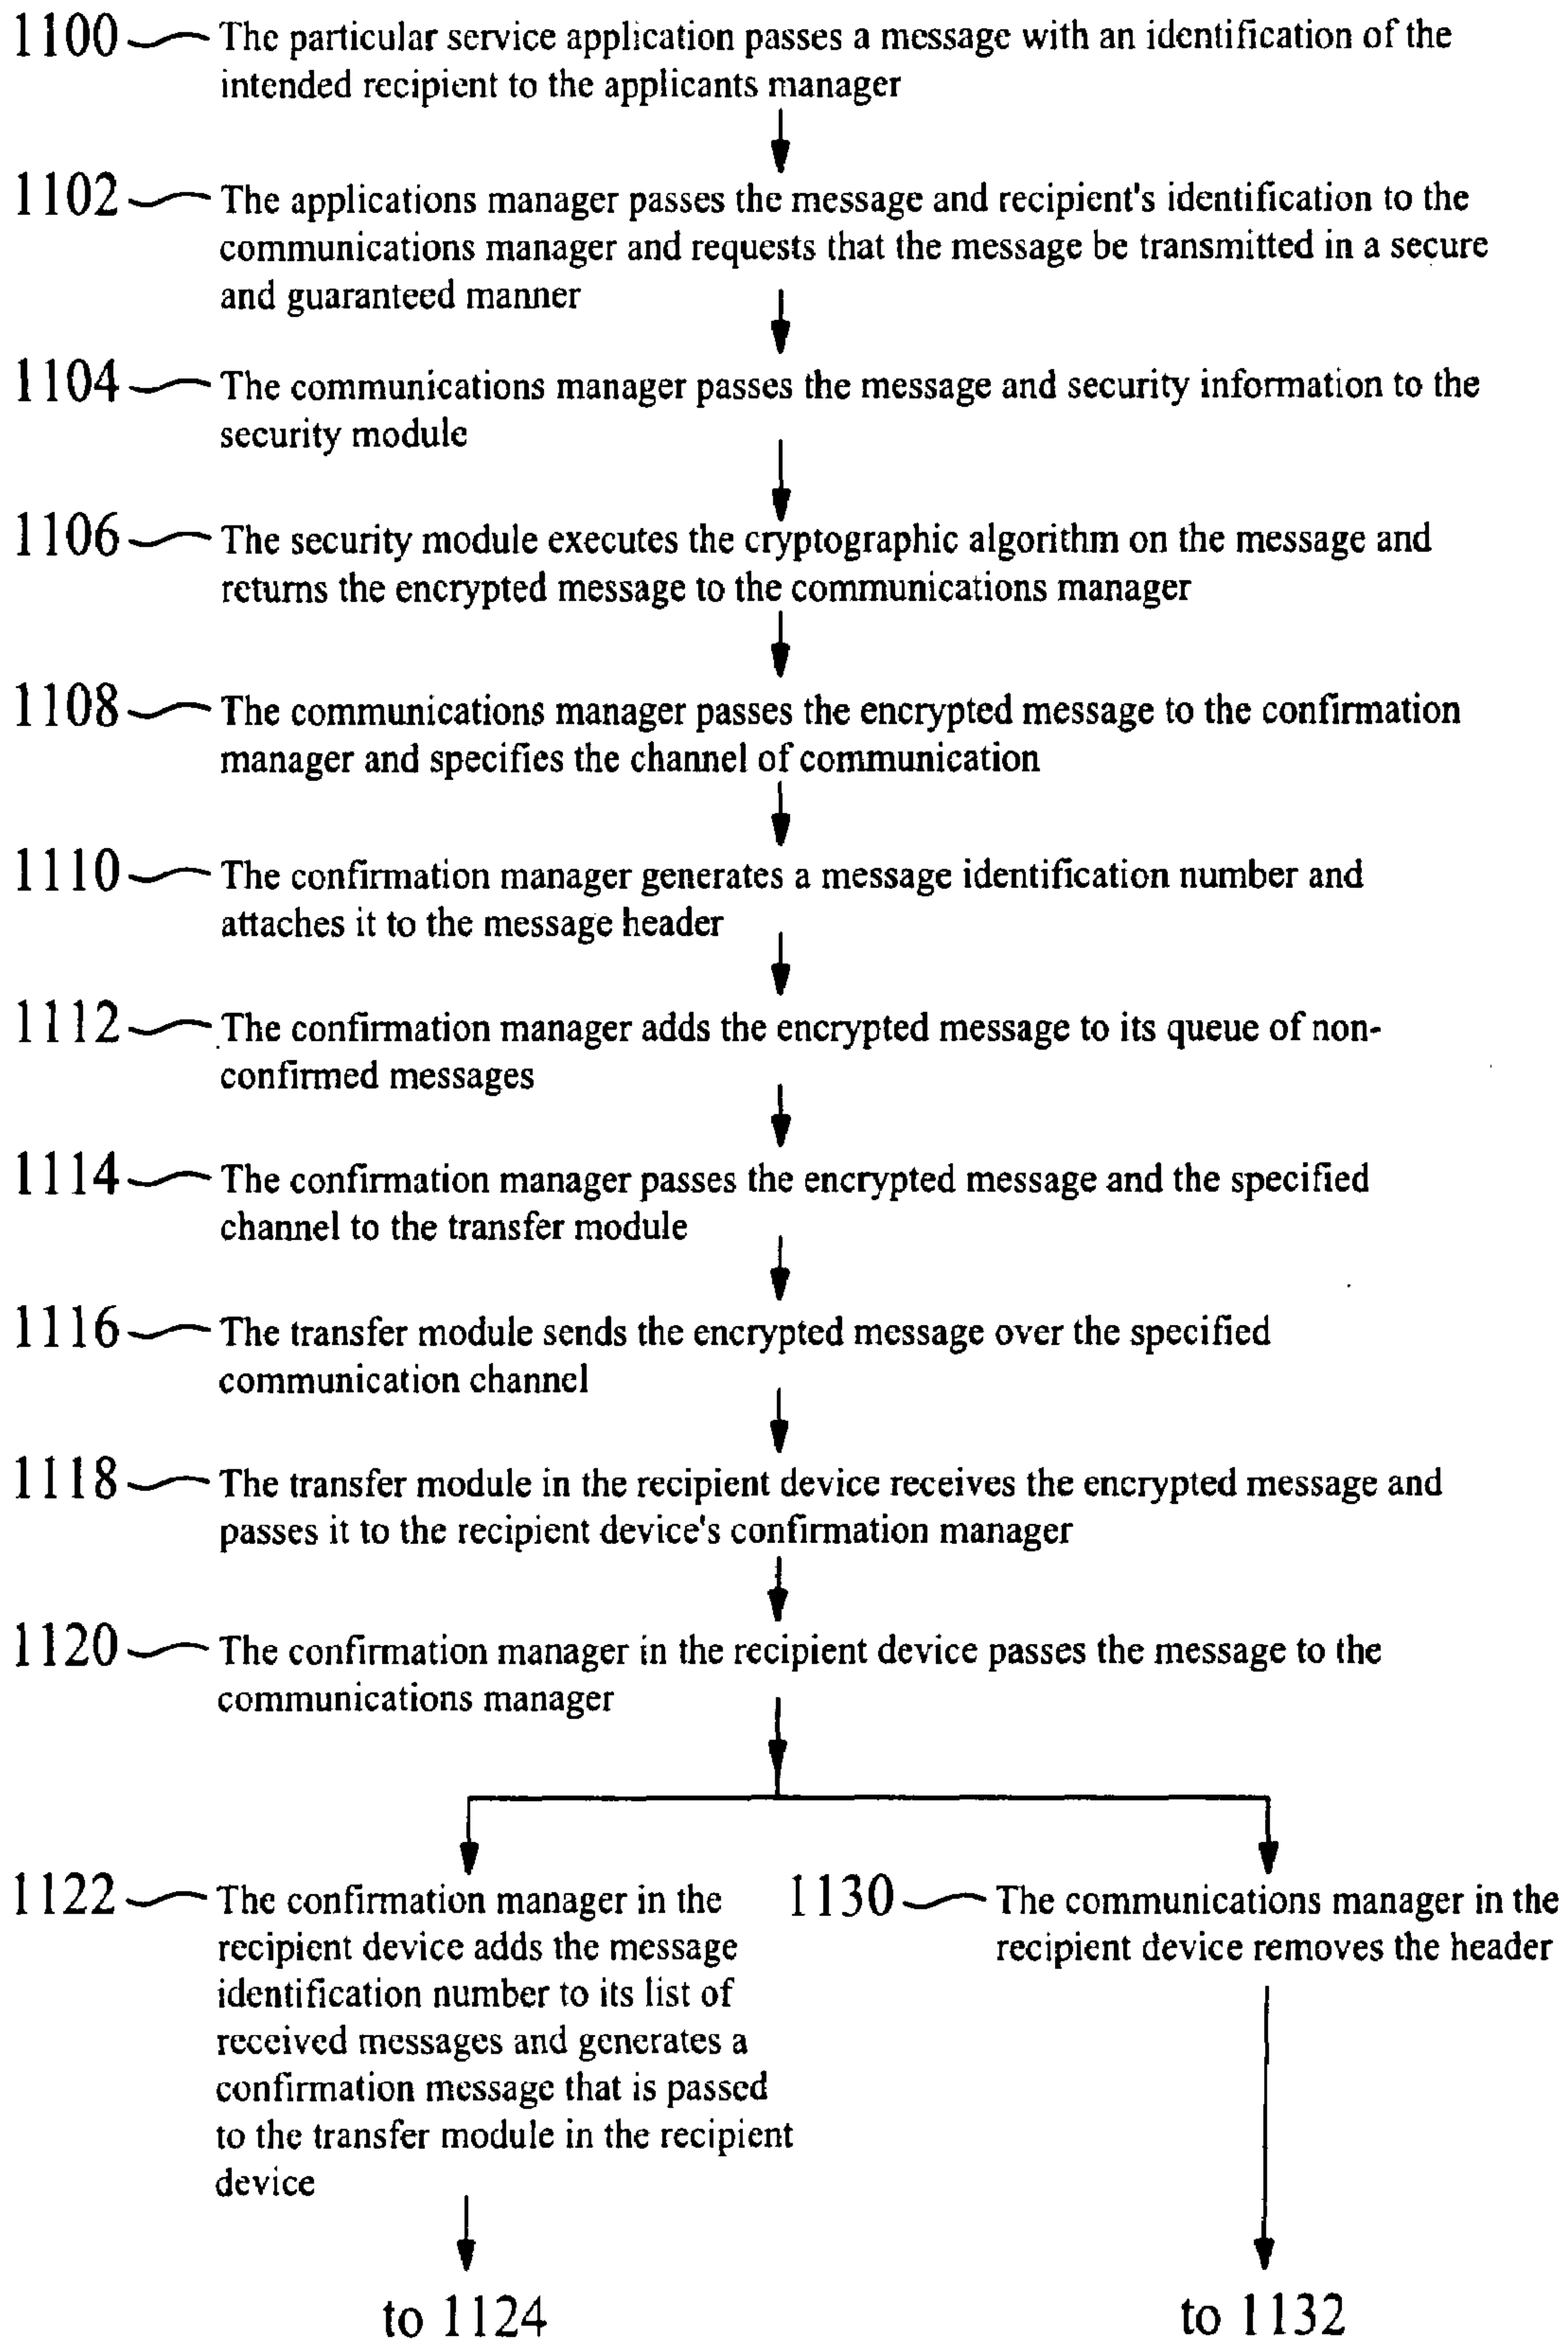 1100 The particular service application passes a message with an identification of the
intended recipient to the applicants manager
1102 The applications manager passes the message and recipient's identification to the
communications manager and requests that the message be transmitted in a secure
and guaranteed manner
1104 The communications manager passes the message and security information to the
security module
1106 The security module executes the cryptographic algorithm on the message and
returns the encrypted message to the communications manager
1108 The communications manager passes the encrypted message to the confirmation
manager and specifies the channel of communication
1110 The confirmation manager generates a message identification number and
attaches it to the message header
1112 The confirmation manager adds the encrypted message to its queue of non-
confirmed messages
1114 The confirmation manager passes the encrypted message and the specified
channel to the transfer module
1116 The transfer module sends the encrypted message over the specified
communication channel
1118 The transfer module in the recipient device receives the encrypted message and
passes it to the recipient device's confirmation manager
1120 The confirmation manager in the recipient device passes the message to the
communications manager
1122 The confirmation manager in the
recipient device adds the message
identification number to its list of
received messages and generates a
confirmation message that is passed
to the transfer module in the recipient
device
to 1124
1130 The communications manager in the
recipient device removes the header
to 1132